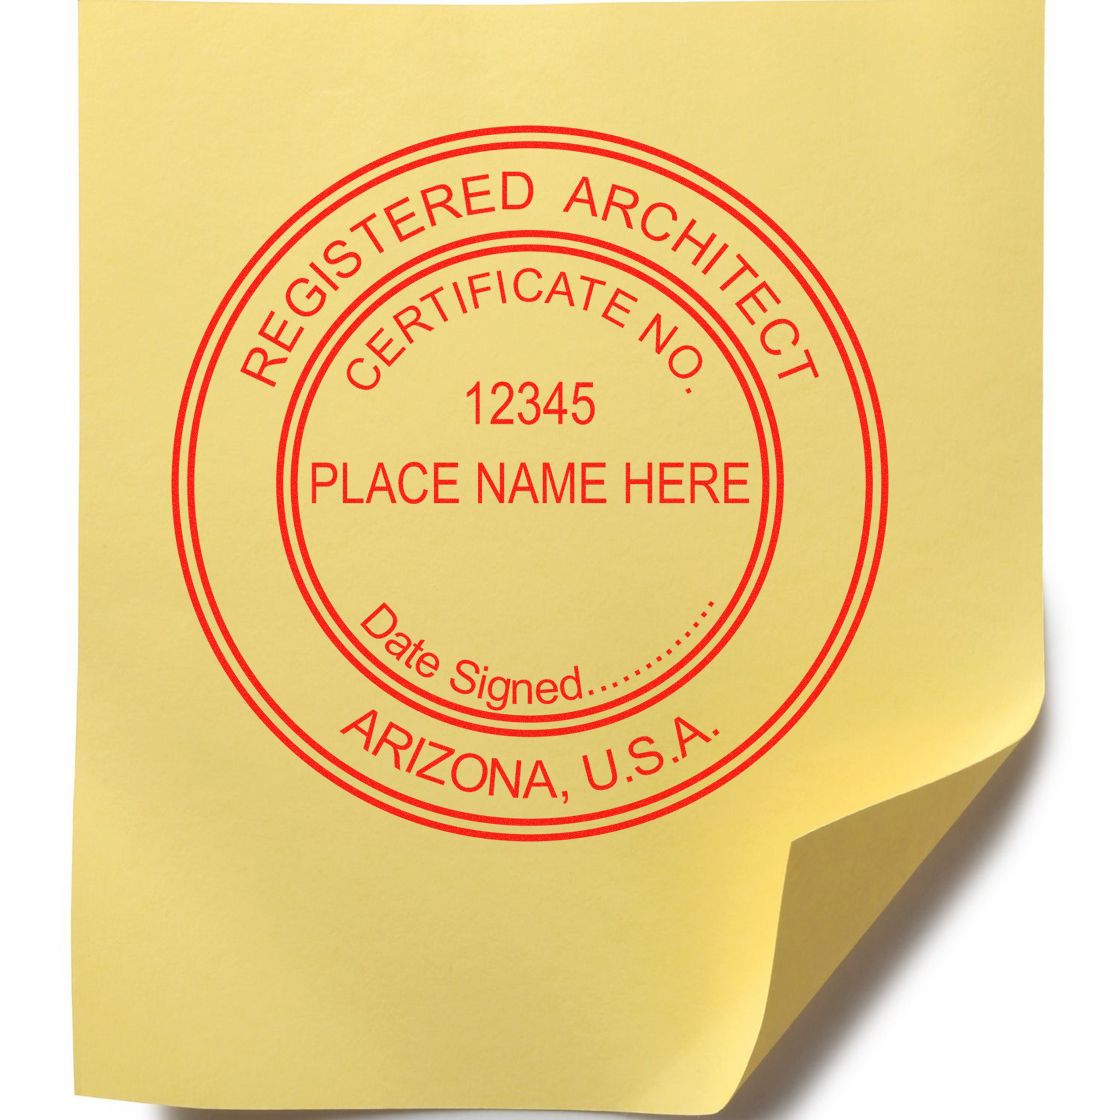 REGISTERED ARCHITECT
CERTIFICATE NO.
12345
PLACE NAME HERE
Date Signed............
ARIZONA, U.S.A.